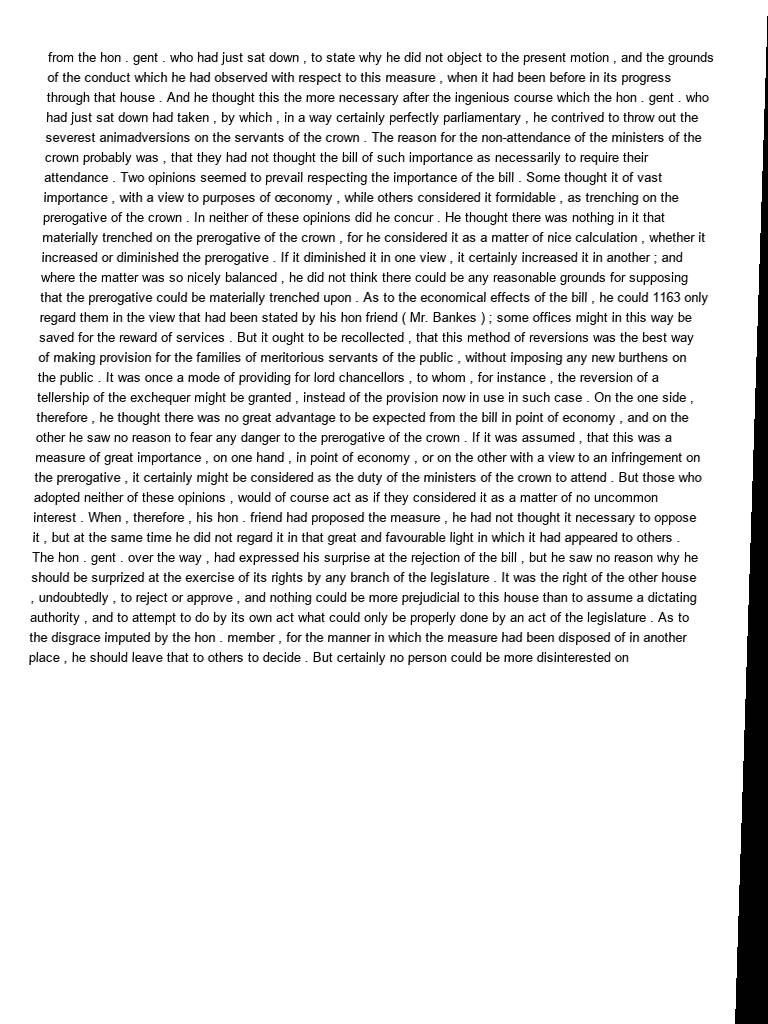 from the hon . gent . who had just sat down , to state why he did not object to the present motion , and the grounds
of the conduct which he had observed with respect to this measure , when it had been before in its progress
through that house . And he thought this the more necessary after the ingenious course which the hon . gent . who
had just sat down had taken , by which , in a way certainly perfectly parliamentary , he contrived to throw out the
severest animadversions on the servants of the crown . The reason for the non-attendance of the ministers of the
crown probably was , that they had not thought the bill of such importance as necessarily to require their
attendance . Two opinions seemed to prevail respecting the importance of the bill . Some thought it of vast
importance , with a view to purposes of œconomy , while others considered it formidable , as trenching on the
prerogative of the crown . In neither of these opinions did he concur . He thought there was nothing in it that
materially trenched on the prerogative of the crown , for he considered it as a matter of nice calculation , whether it
increased or diminished the prerogative . If it diminished it in one view , it certainly increased it in another ; and
where the matter was so nicely balanced , he did not think there could be any reasonable grounds for supposing
that the prerogative could be materially trenched upon . As to the economical effects of the bill , he could 1163 only
regard them in the view that had been stated by his hon friend ( Mr. Bankes ) ; some offices might in this way be
saved for the reward of services . But it ought to be recollected , that this method of reversions was the best way
of making provision for the families of meritorious servants of the public , without imposing any new burthens on
the public . It was once a mode of providing for lord chancellors , to whom , for instance , the reversion of a
tellership of the exchequer might be granted , instead of the provision now in use in such case . On the one side ,
therefore , he thought there was no great advantage to be expected from the bill in point of economy , and on the
other he saw no reason to fear any danger to the prerogative of the crown . If it was assumed , that this was a
measure of great importance , on one hand , in point of economy , or on the other with a view to an infringement on
the prerogative , it certainly might be considered as the duty of the ministers of the crown to attend . But those who
adopted neither of these opinions , would of course act as if they considered it as a matter of no uncommon
interest . When , therefore , his hon . friend had proposed the measure , he had not thought it necessary to oppose
it , but at the same time he did not regard it in that great and favourable light in which it had appeared to others .
The hon . gent . over the way , had expressed his surprise at the rejection of the bill , but he saw no reason why he
should be surprized at the exercise of its rights by any branch of the legislature . It was the right of the other house
, undoubtedly , to reject or approve , and nothing could be more prejudicial to this house than to assume a dictating
authority , and to attempt to do by its own act what could only be properly done by an act of the legislature . As to
the disgrace imputed by the hon . member , for the manner in which the measure had been disposed of in another
place , he should leave that to others to decide . But certainly no person could be more disinterested on